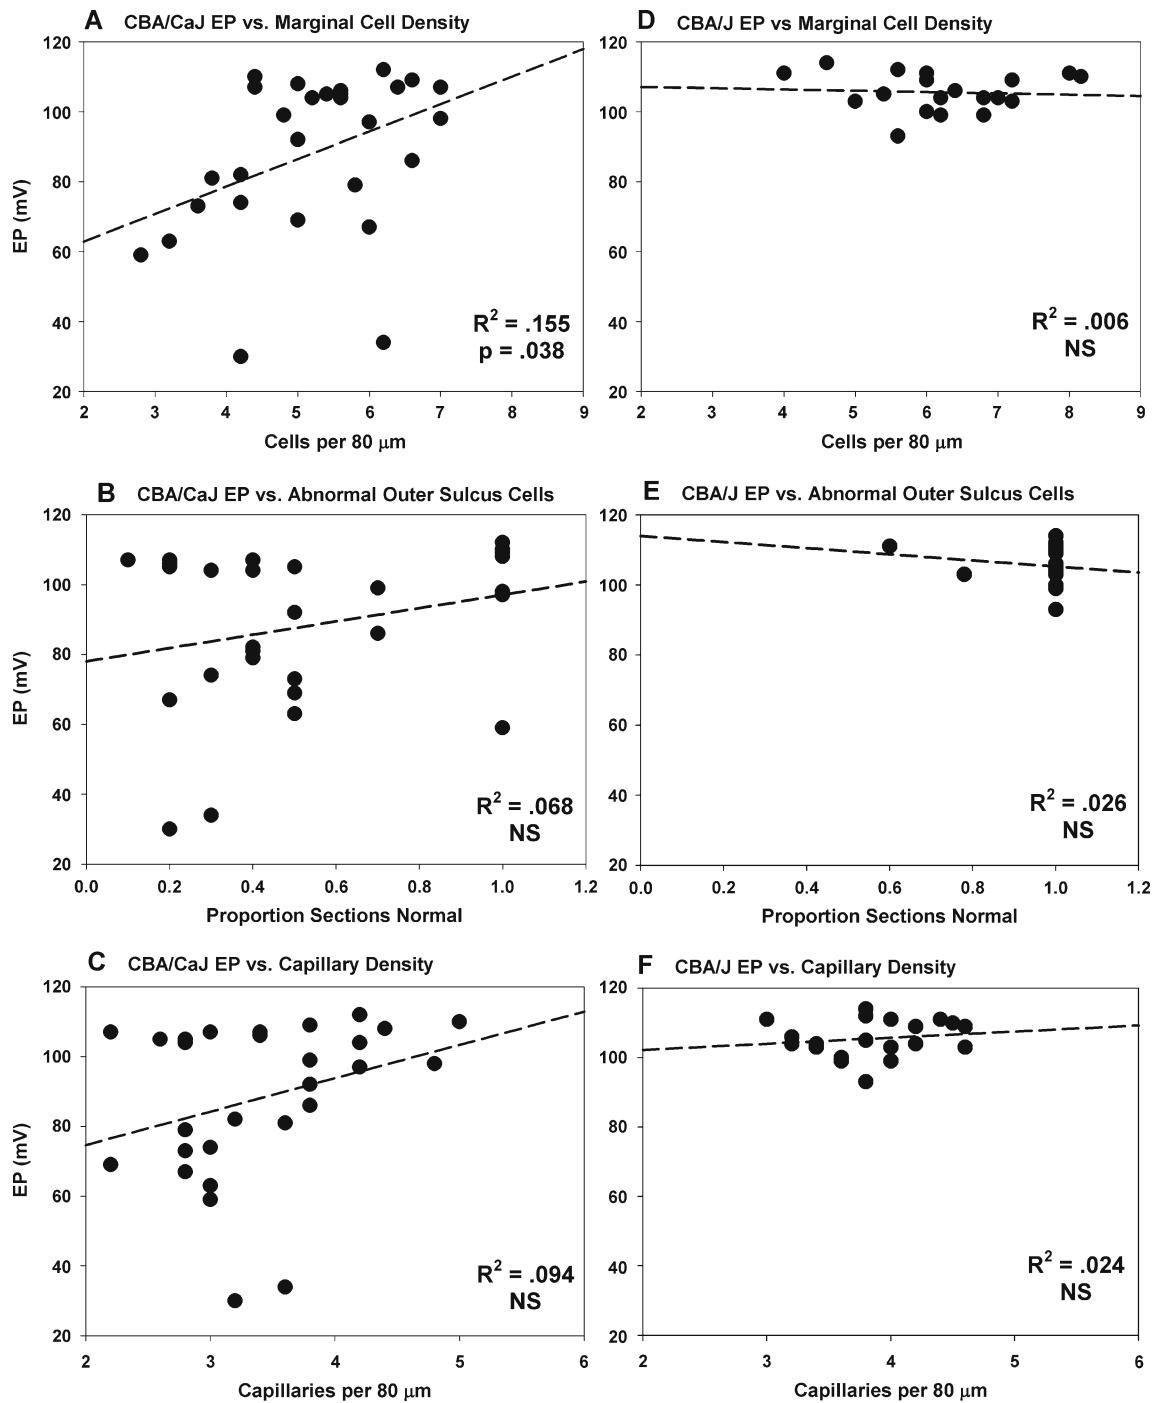 A CBA/CaJ EP vs. Marginal Cell Density
120
100
80
60
40
20
EP (mV)
R² = .155
p = .038
2 3 4 5 6 7 8 9
Cells per 80 μm
D CBA/J EP vs Marginal Cell Density
120
100
80
60
40
20
R² = .006
NS
2 3 4 5 6 7 8 9
Cells per 80 μm
B CBA/CaJ EP vs. Abnormal Outer Sulcus Cells
120
100
80
60
40
20
EP (mV)
R² = .068
NS
0.0 0.2 0.4 0.6 0.8 1.0 1.2
Proportion Sections Normal
E CBA/J EP vs. Abnormal Outer Sulcus Cells
120
100
80
60
40
20
R² = .026
NS
0.0 0.2 0.4 0.6 0.8 1.0 1.2
Proportion Sections Normal
C CBA/CaJ EP vs. Capillary Density
120
100
80
60
40
20
EP (mV)
R² = .094
NS
2 3 4 5 6
Capillaries per 80 μm
F CBA/J EP vs. Capillary Density
120
100
80
60
40
20
R² = .024
NS
2 3 4 5 6
Capillaries per 80 μm